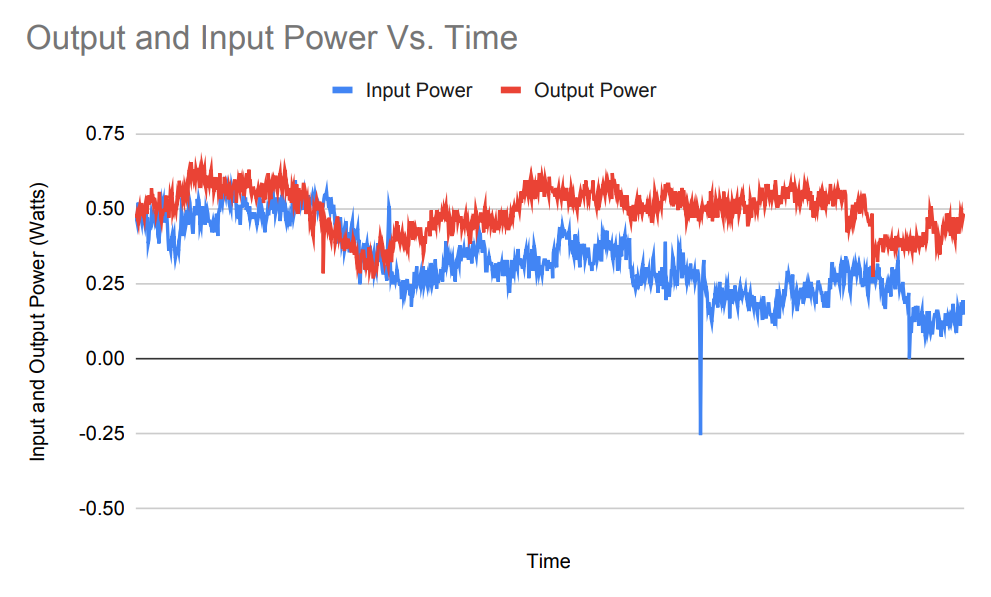 Output and Input Power Vs. Time
Input Power
Output Power
Input and Output Power (Watts)
0.75
0.50
0.25
0.00
-0.25
-0.50
Time